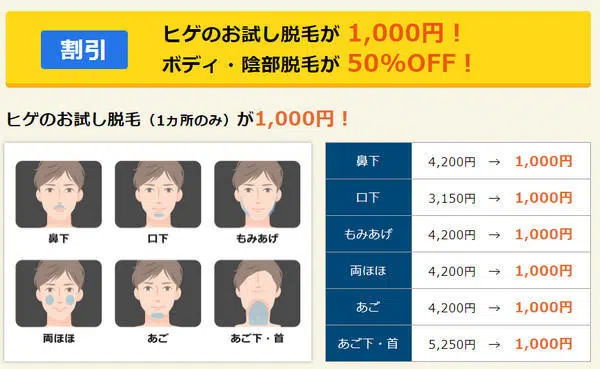 割引
ヒゲのお試し脱毛が 1,000円！
ボディ・陰部脱毛が 50%OFF！
ヒゲのお試し脱毛（1ヵ所のみ）が1,000円！
鼻下
口下
もみあげ
両ほほ
あご
あご下・首
鼻下 4,200円 → 1,000円
口下 3,150円 → 1,000円
もみあげ 4,200円 → 1,000円
両ほほ 4,200円 → 1,000円
あご 4,200円 → 1,000円
あご下・首 5,250円 → 1,000円